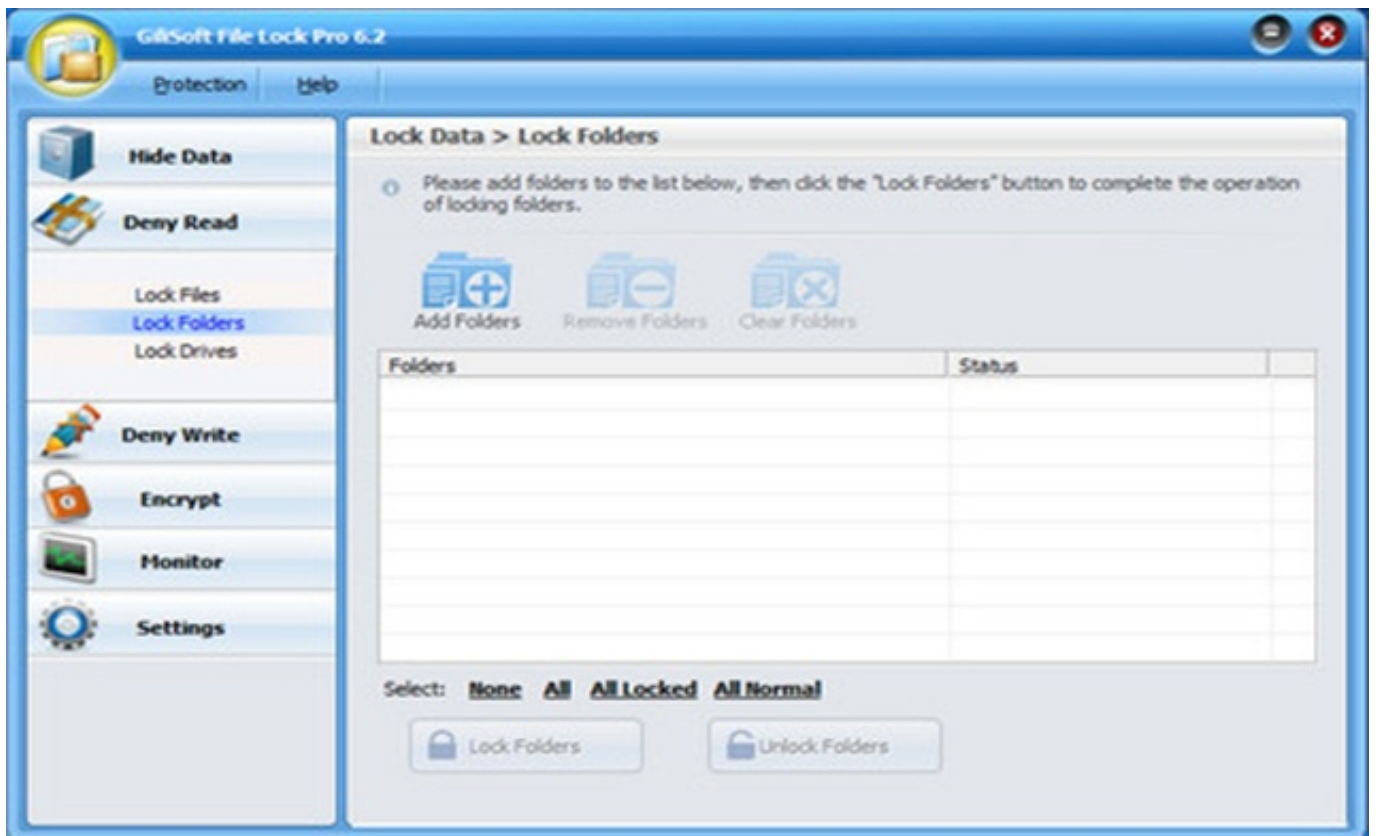 GiliSoft File Lock Pro 6.2
Protection Help
Hide Data
Deny Read
Lock Files
Lock Folders
Lock Drives
Deny Write
Encrypt
Monitor
Settings
Lock Data > Lock Folders
Please add folders to the list below, then click the "Lock Folders" button to complete the operation
of locking folders.
Add Folders Remove Folders Clear Folders
Folders Status
Select: None All All Locked All Normal
Lock Folders Unlock Folders